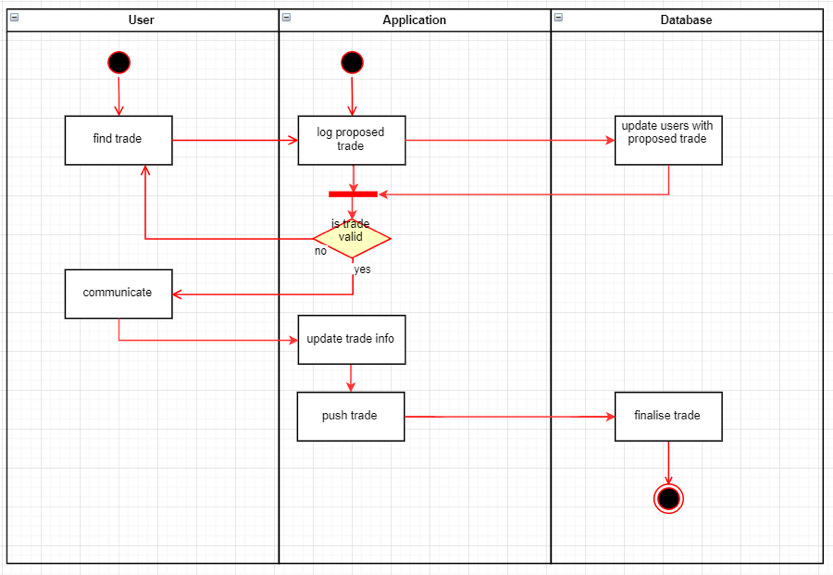 User
Application
Database
find trade
log proposed
trade
update users with
proposed trade
is trade
valid
no
yes
communicate
update trade info
push trade
finalise trade